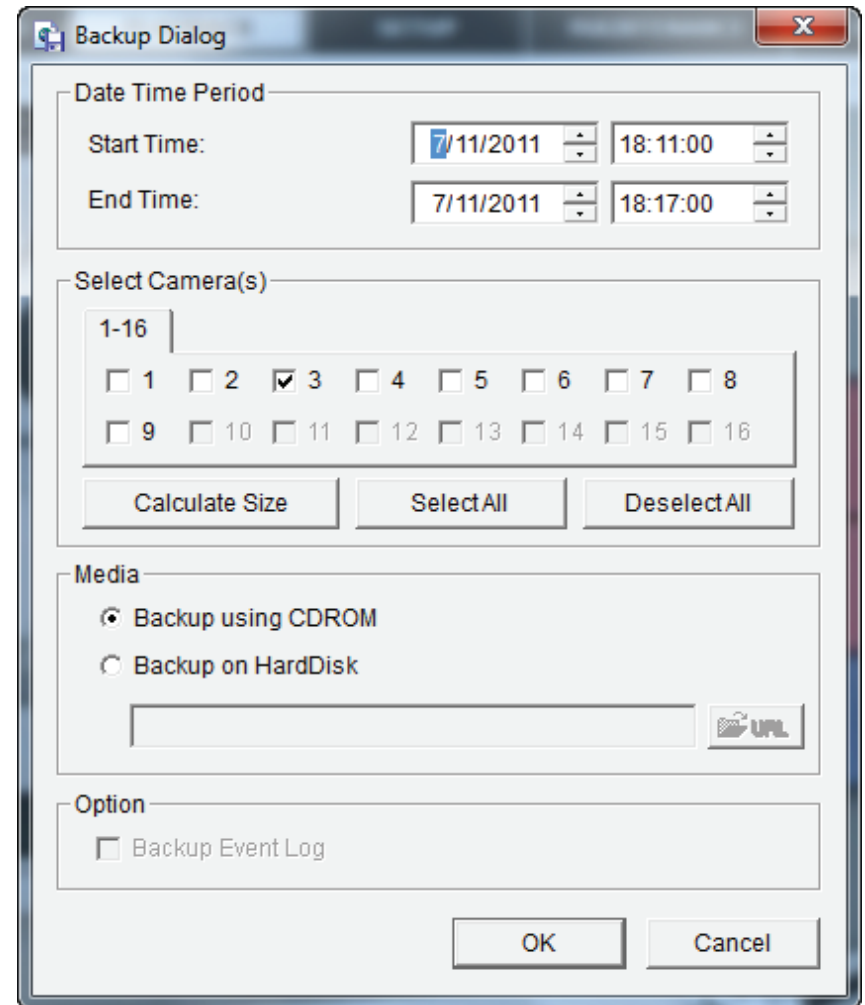 Backup Dialog
Date Time Period
Start Time: 7/11/2011 18:11:00
End Time: 7/11/2011 18:17:00
Select Camera(s)
1-16
1 2 3 4 5 6 7 8
9 10 11 12 13 14 15 16
Calculate Size Select All Deselect All
Media
Backup using CDROM
Backup on HardDisk
URL
Option
Backup Event Log
OK Cancel